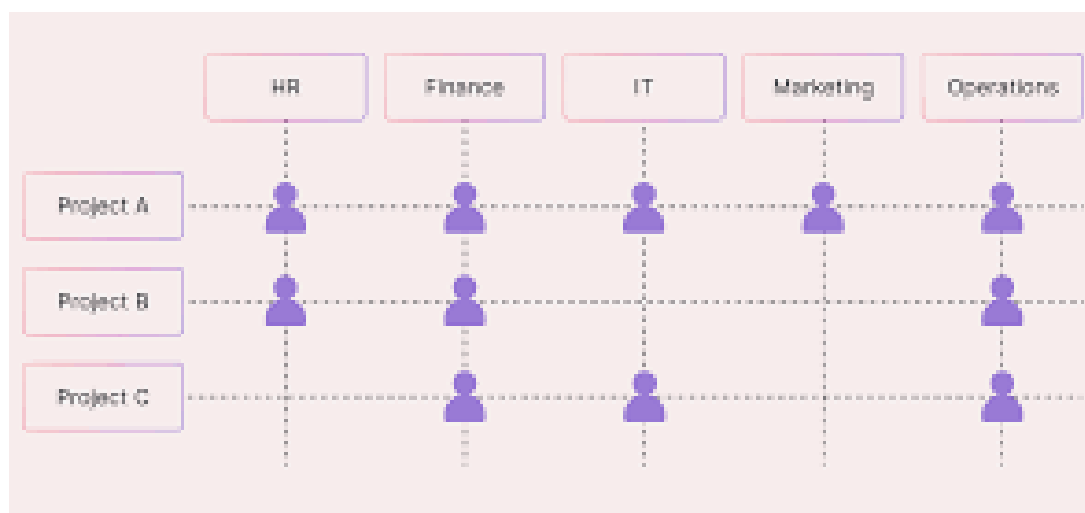 HR
Finance
IT
Marketing
Operations
Project A
Project B
Project C